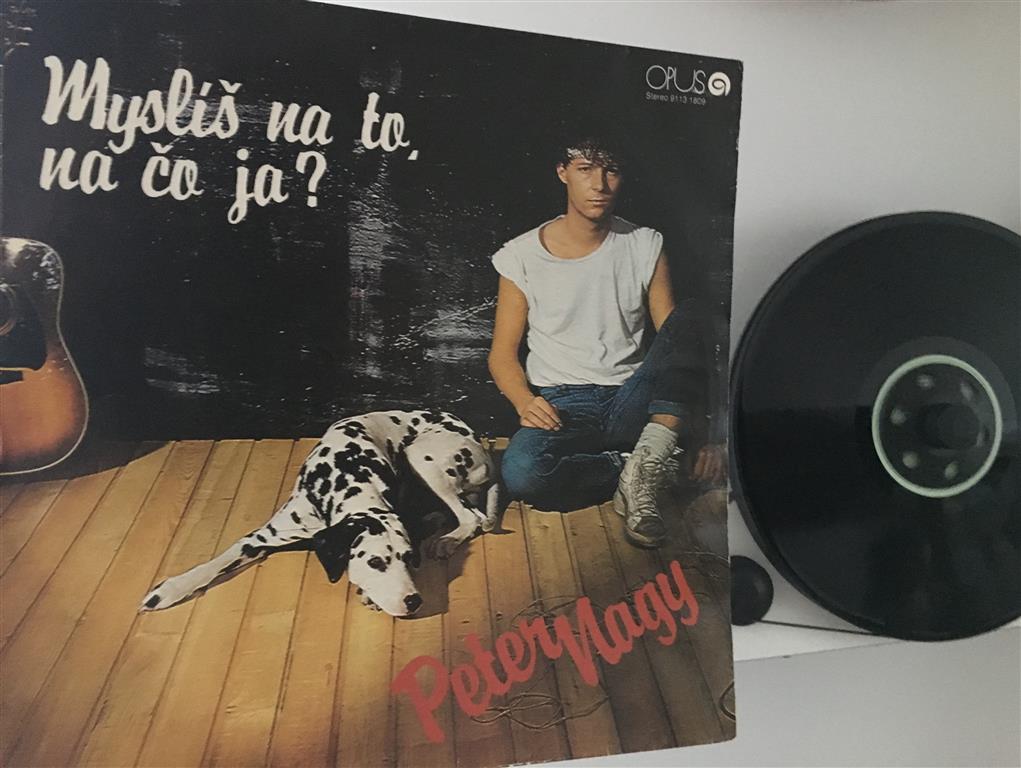 Myslíš na to,
na čo ja?
OPUS
Stereo 9113 1809
Peter Nagy